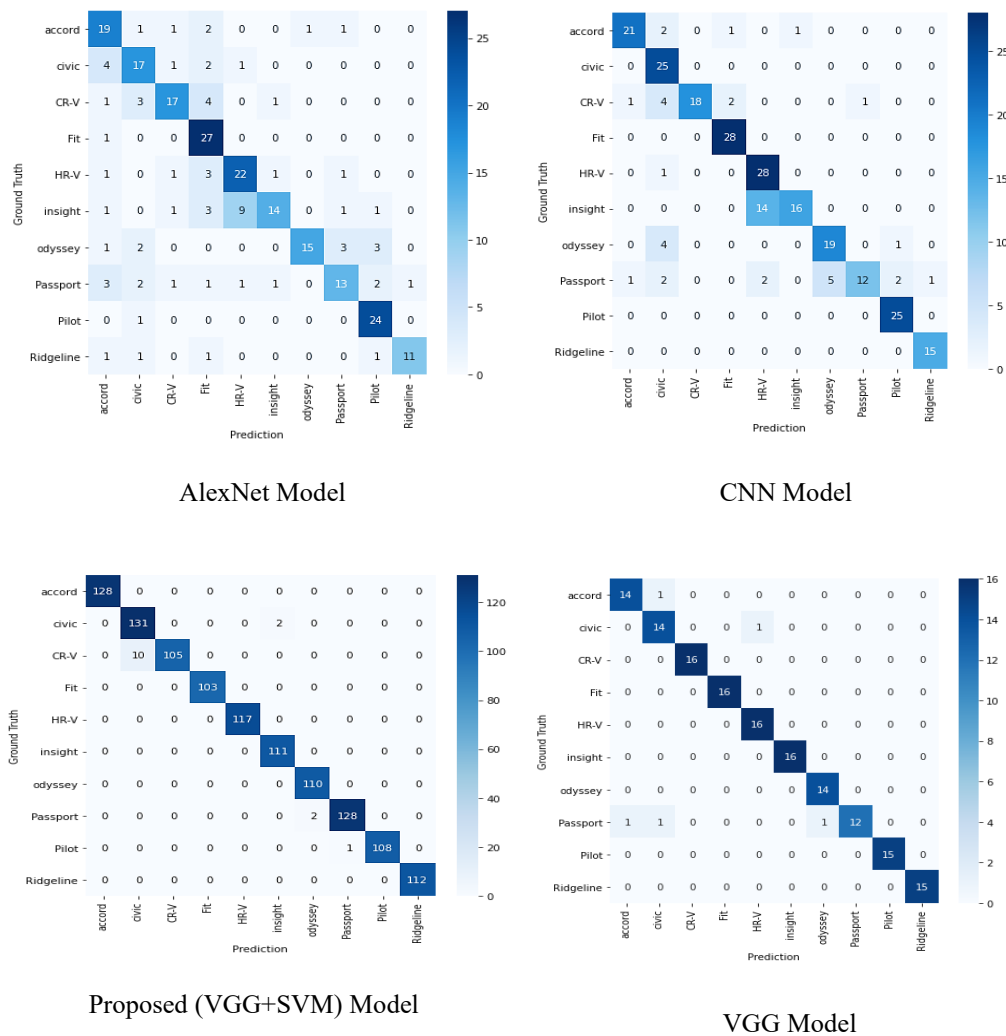 accord 19 1 1 2 0 0 1 1 0 0
civic 4 17 1 2 1 0 0 0 0 0
CR-V 1 3 17 4 0 1 0 0 0 0
Fit 1 0 0 27 0 0 0 0 0 0
HR-V 1 0 1 3 22 1 0 1 0 0
insight 1 0 1 3 9 14 0 1 1 0
odyssey 1 2 0 0 0 0 15 3 3 0
Passport 3 2 1 1 1 1 0 13 2 1
Pilot 0 1 0 0 0 0 0 0 24 0
Ridgeline 1 1 0 1 0 0 0 0 1 11
accord civic CR-V Fit HR-V insight odyssey Passport Pilot Ridgeline
Ground Truth
Prediction
25
20
15
10
5
0
AlexNet Model
accord 21 2 0 1 0 1 0 0 0 0
civic 0 25 0 0 0 0 0 0 0 0
CR-V 1 4 18 2 0 0 0 1 0 0
Fit 0 0 0 28 0 0 0 0 0 0
HR-V 0 1 0 0 28 0 0 0 0 0
insight 0 0 0 0 14 16 0 0 0 0
odyssey 0 4 0 0 0 0 19 0 1 0
Passport 1 2 0 0 2 0 5 12 2 1
Pilot 0 0 0 0 0 0 0 0 25 0
Ridgeline 0 0 0 0 0 0 0 0 0 15
accord civic CR-V Fit HR-V insight odyssey Passport Pilot Ridgeline
Ground Truth
Prediction
25
20
15
10
5
0
CNN Model
accord 128 0 0 0 0 0 0 0 0 0
civic 0 131 0 0 0 2 0 0 0 0
CR-V 0 10 105 0 0 0 0 0 0 0
Fit 0 0 0 103 0 0 0 0 0 0
HR-V 0 0 0 0 117 0 0 0 0 0
insight 0 0 0 0 0 111 0 0 0 0
odyssey 0 0 0 0 0 0 110 0 0 0
Passport 0 0 0 0 0 0 2 128 0 0
Pilot 0 0 0 0 0 0 0 1 108 0
Ridgeline 0 0 0 0 0 0 0 0 0 112
accord civic CR-V Fit HR-V insight odyssey Passport Pilot Ridgeline
Ground Truth
Prediction
120
100
80
60
40
20
0
Proposed (VGG+SVM) Model
accord 14 1 0 0 0 0 0 0 0 0
civic 0 14 0 0 1 0 0 0 0 0
CR-V 0 0 16 0 0 0 0 0 0 0
Fit 0 0 0 16 0 0 0 0 0 0
HR-V 0 0 0 0 16 0 0 0 0 0
insight 0 0 0 0 0 16 0 0 0 0
odyssey 0 0 0 0 0 0 14 0 0 0
Passport 1 1 0 0 0 0 1 12 0 0
Pilot 0 0 0 0 0 0 0 0 15 0
Ridgeline 0 0 0 0 0 0 0 0 0 15
accord civic CR-V Fit HR-V insight odyssey Passport Pilot Ridgeline
Ground Truth
Prediction
16
14
12
10
8
6
4
2
0
VGG Model